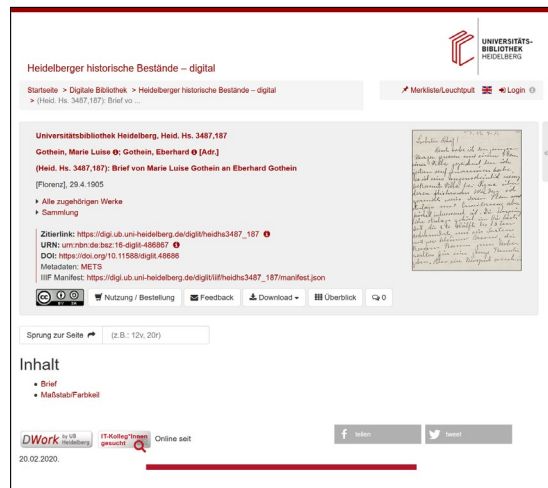 UNIVERSITÄTS-
BIBLIOTHEK
HEIDELBERG
Heidelberger historische Bestände – digital
Startseite > Digitale Bibliothek > Heidelberger historische Bestände – digital
> (Heid. Hs. 3487,187): Brief vo ...
Merkliste/Leuchtpult Login
Universitätsbibliothek Heidelberg, Heid. Hs. 3487,187
Gothein, Marie Luise ; Gothein, Eberhard [Adr.]
(Heid. Hs. 3487,187): Brief von Marie Luise Gothein an Eberhard Gothein
[Florenz], 29.4.1905
Alle zugehörigen Werke
Sammlung
Zitierlink: https://digi.ub.uni-heidelberg.de/diglit/heidhs3487_187
URN: urn:nbn:de:bsz:16-diglit-486867
DOI: https://doi.org/10.11588/diglit.48686
Metadaten: METS
IIIF Manifest: https://digi.ub.uni-heidelberg.de/diglit/iiif/heidhs3487_187/manifest.json
cc BY SA Nutzung / Bestellung Feedback Download Überblick 0
Sprung zur Seite (z.B.: 12v, 20r)
Inhalt
Brief
Maßstab/Farbkeil
DWork by UB Heidelberg
IT-Kolleg*Innen gesucht
Online seit
20.02.2020.
teilen
tweet